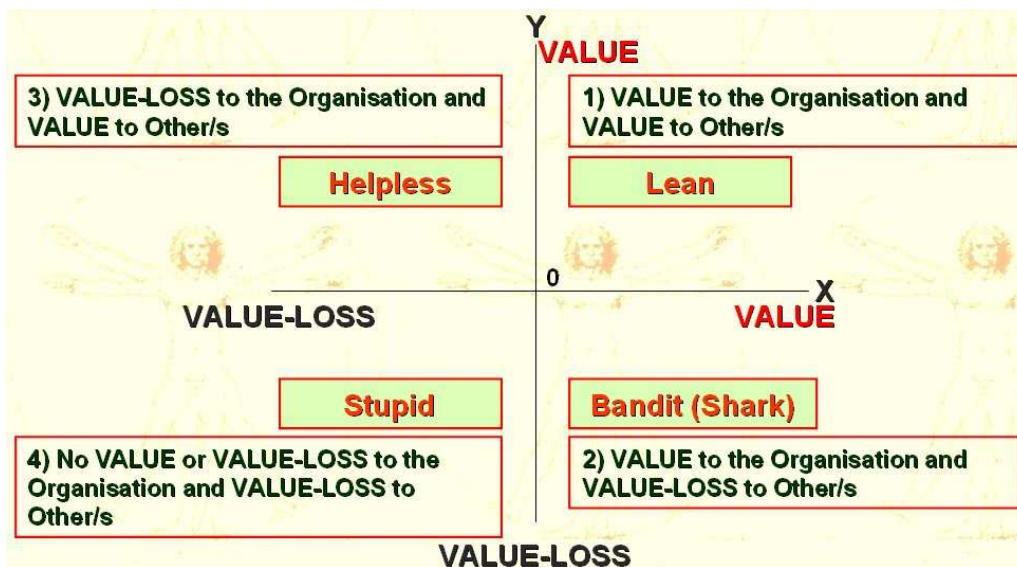 Y
VALUE
3) VALUE-LOSS to the Organisation and
VALUE to Other/s
Helpless
1) VALUE to the Organisation and
VALUE to Other/s
Lean
0
X
VALUE-LOSS
VALUE
Stupid
4) No VALUE or VALUE-LOSS to the
Organisation and VALUE-LOSS to
Other/s
Bandit (Shark)
2) VALUE to the Organisation and
VALUE-LOSS to Other/s
VALUE-LOSS